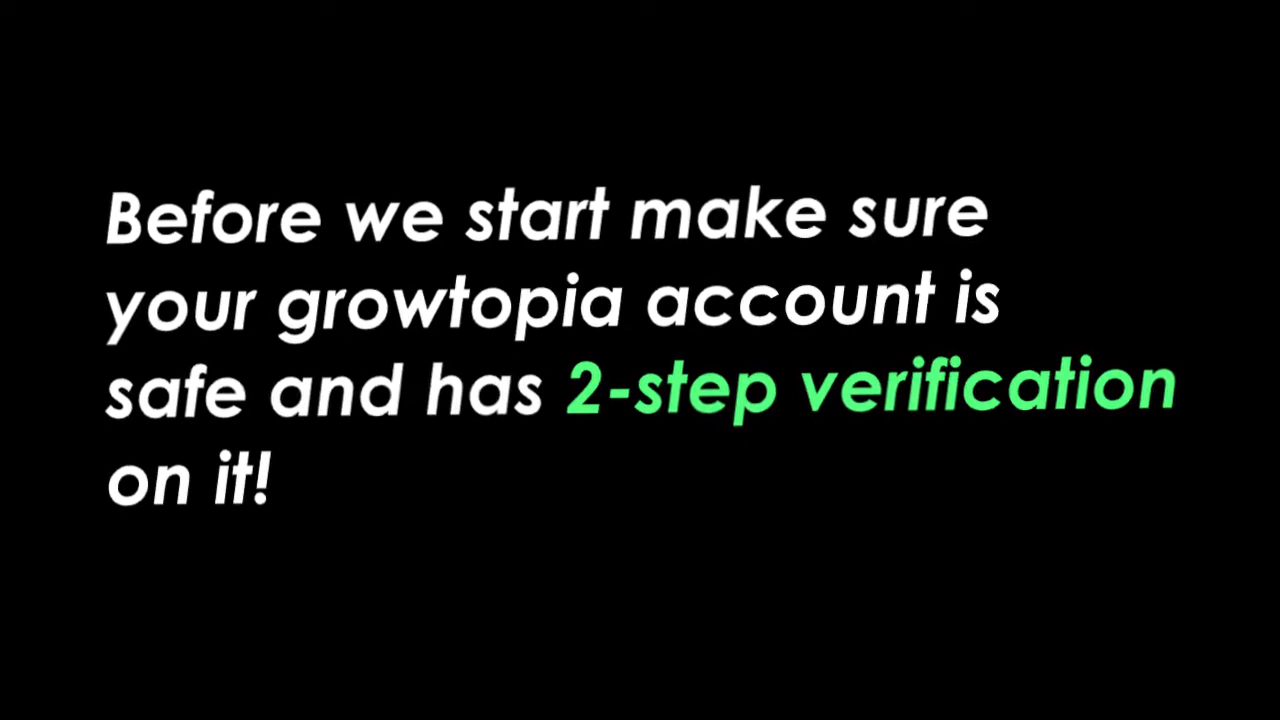 Before we start make sure
your growtopia account is
safe and has 2-step verification
on it!